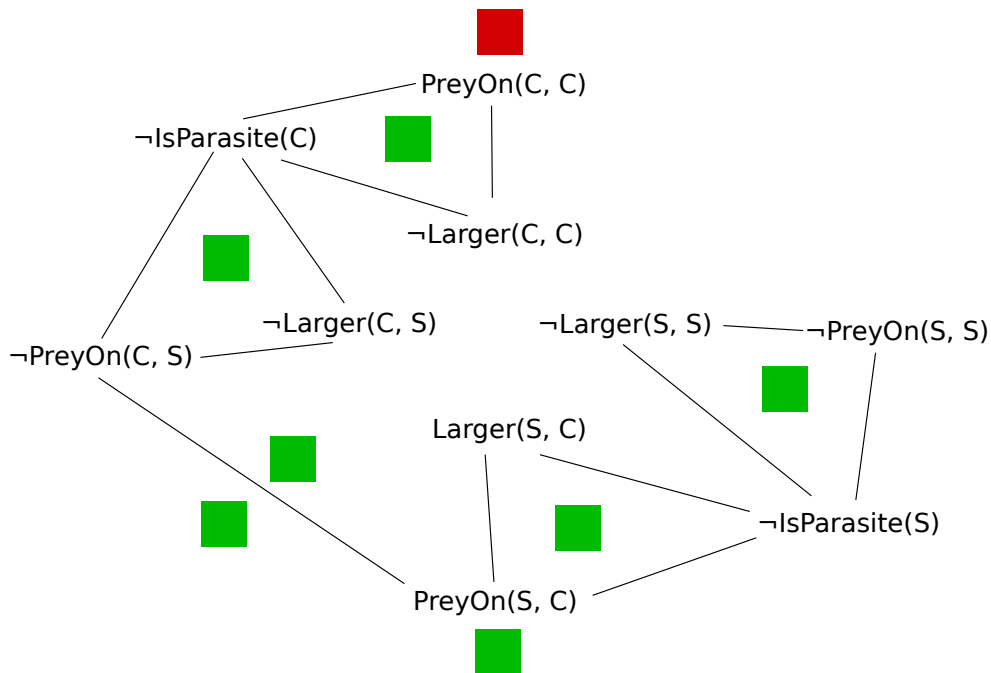 PreyOn(C, C)
¬IsParasite(C)
¬Larger(C, C)
¬Larger(C, S)
¬Larger(S, S)
¬PreyOn(S, S)
¬PreyOn(C, S)
Larger(S, C)
¬IsParasite(S)
PreyOn(S, C)